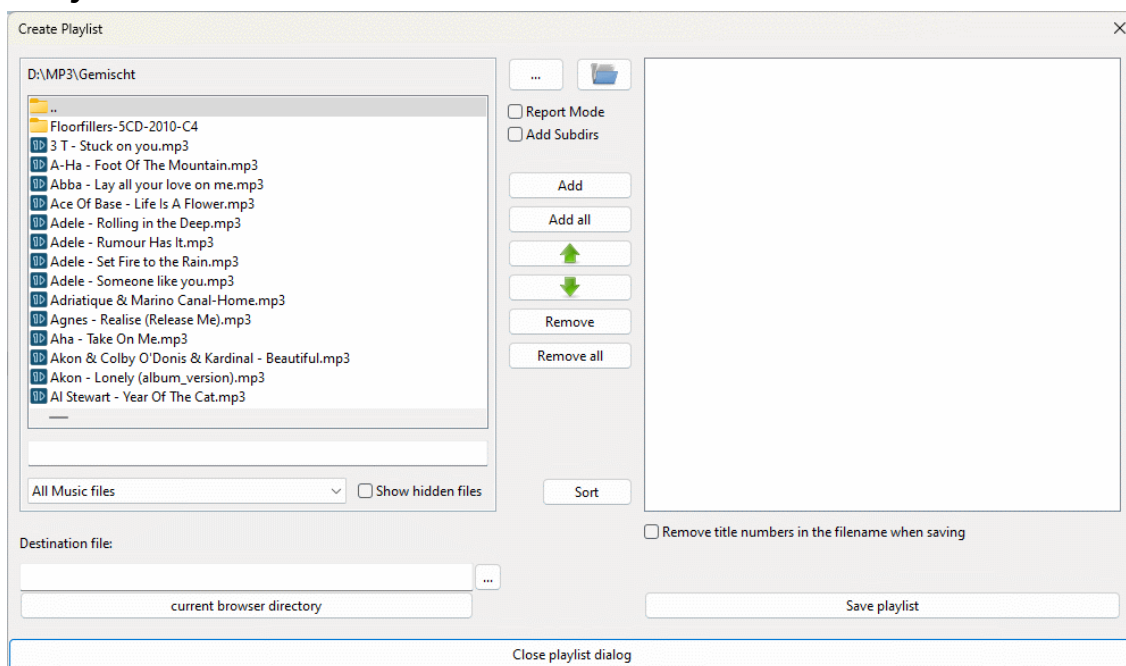 Create Playlist
D:\MP3\Gemischt
..
Floorfillers-5CD-2010-C4
3 T - Stuck on you.mp3
A-Ha - Foot Of The Mountain.mp3
Abba - Lay all your love on me.mp3
Ace Of Base - Life Is A Flower.mp3
Adele - Rolling in the Deep.mp3
Adele - Rumour Has It.mp3
Adele - Set Fire to the Rain.mp3
Adele - Someone like you.mp3
Adriatique & Marino Canal-Home.mp3
Agnes - Realise (Release Me).mp3
Aha - Take On Me.mp3
Akon & Colby O'Donis & Kardinal - Beautiful.mp3
Akon - Lonely (album_version).mp3
Al Stewart - Year Of The Cat.mp3
All Music files
Show hidden files
...
Report Mode
Add Subdirs
Add
Add all
Remove
Remove all
Sort
Remove title numbers in the filename when saving
Destination file:
...
current browser directory
Save playlist
Close playlist dialog